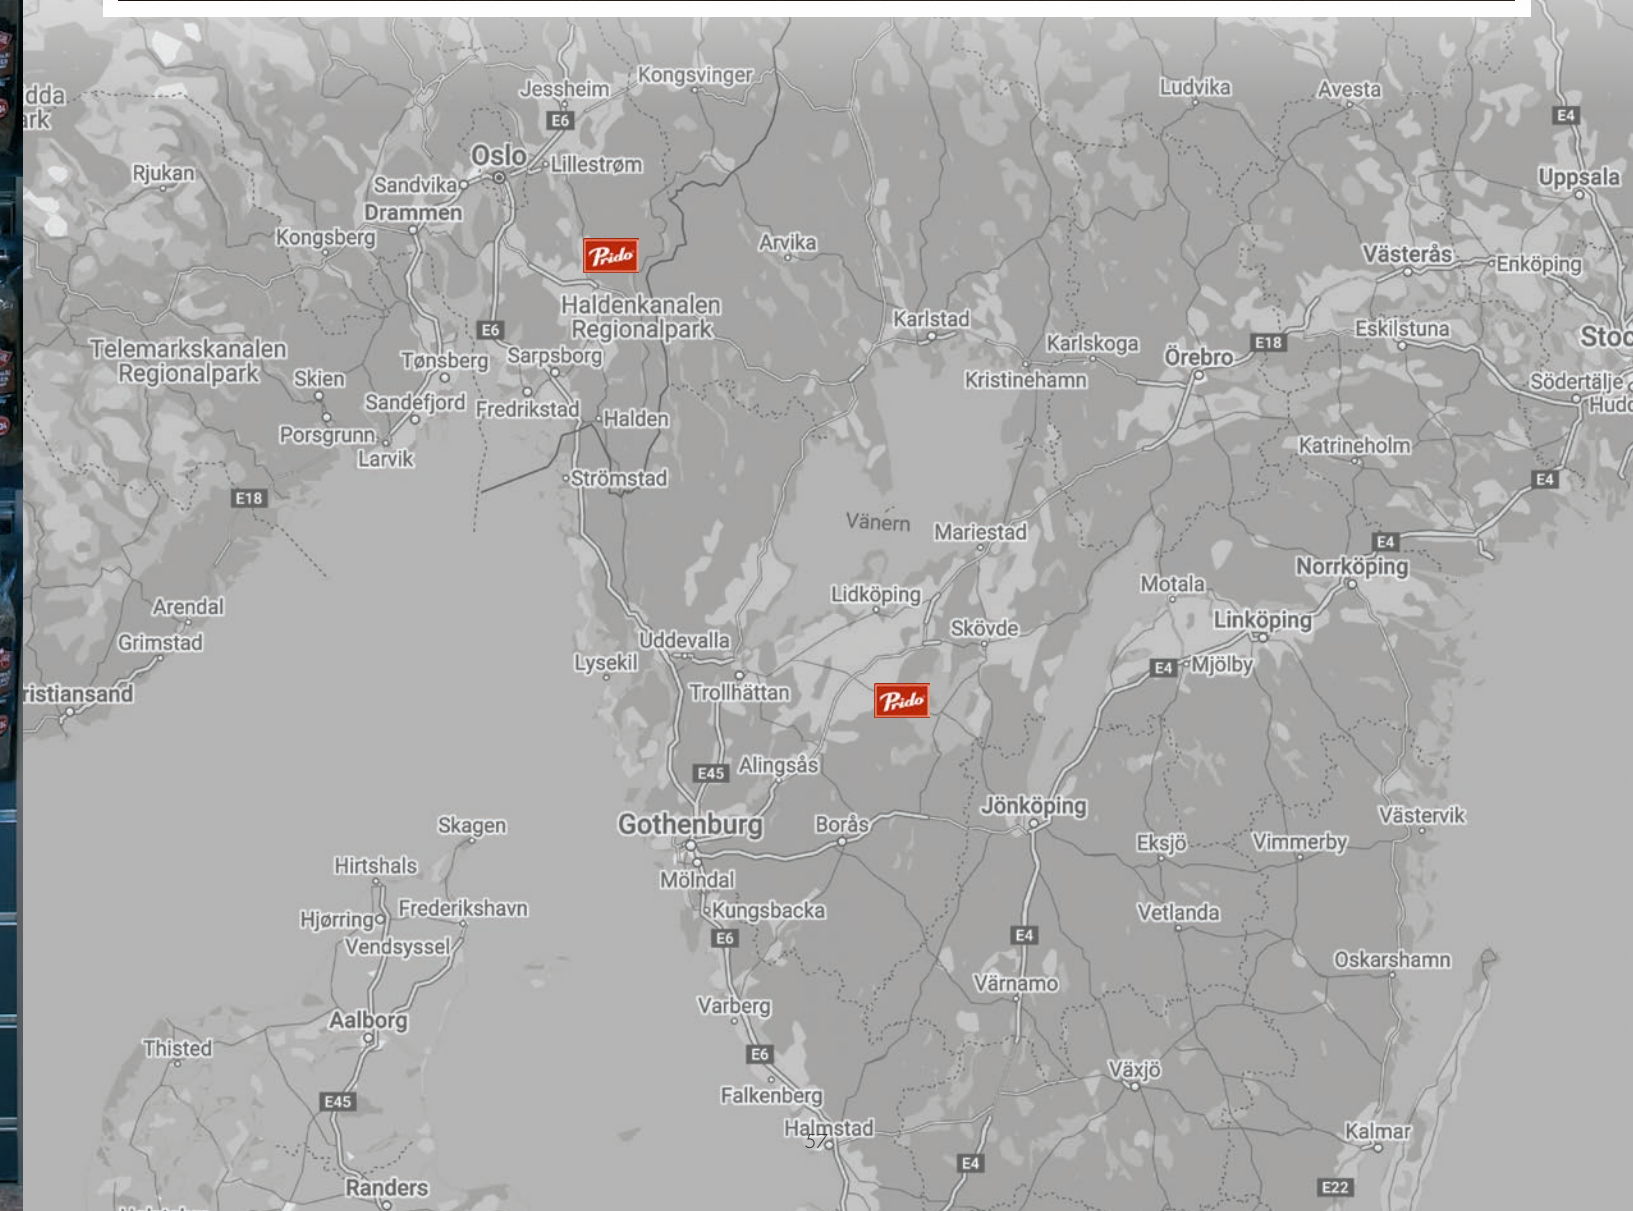 Kongsvinger
Jessheim
Ludvika
Avesta
dda
ark
E6
E4
Oslo
Lillestrøm
Rjukan
Sandvika
Uppsala
Drammen
Kongsberg
Arvika
Prido
Västerås
Enköping
Haldenkanalen
Regionalpark
Karlstad
E6
Eskilstuna
Stoc
E18
Karlskoga
Örebro
Telemarkskanalen
Regionalpark
Tønsberg
Sarpsborg
Skien
Kristinehamn
Södertälje
Sandefjord
Fredrikstad
Halden
Hudd
Porsgrunn
Larvik
Katrineholm
Strömstad
E4
E18
Vänern
Mariestad
E4
Norrköping
Motala
Lidköping
Arendal
Linköping
Grimstad
Uddevalla
Skövde
Lysekil
E4
Mjölby
ristiansand
Trollhättan
Prido
E45
Alingsås
Jönköping
Västervik
Skagen
Gothenburg
Borås
Eksjö
Vimmerby
Hirtshals
Mölndal
Hjørring
Frederikshavn
Kungsbacka
Vetlanda
E6
E4
Vendsyssel
Oskarshamn
Värnamo
Varberg
Aalborg
Thisted
E6
Växjö
Falkenberg
E45
Halmstad
57
Kalmar
E4
Randers
E22